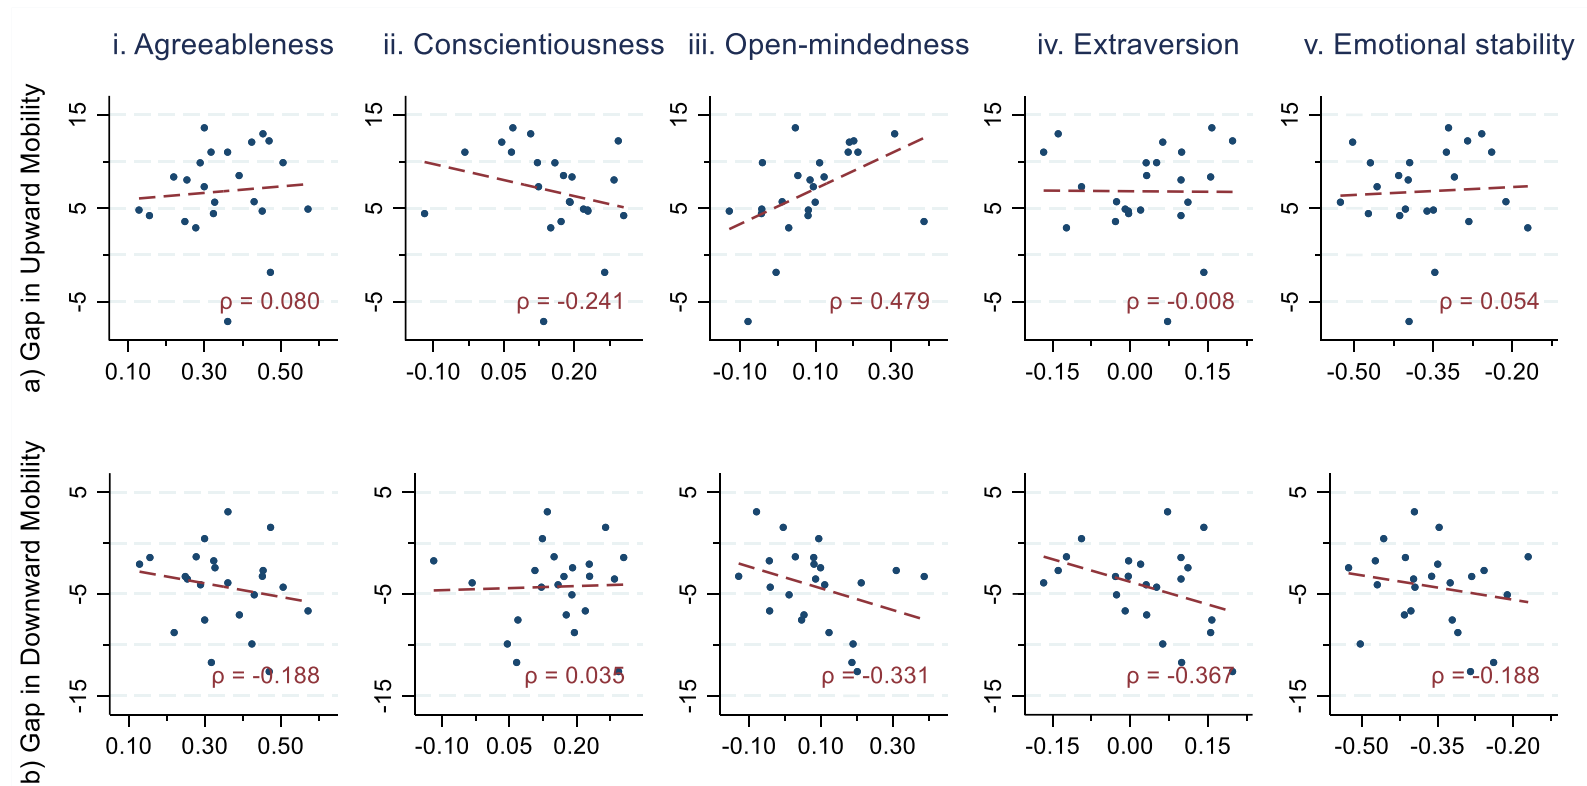 i. Agreeableness ii. Conscientiousness iii. Open-mindedness iv. Extraversion v. Emotional stability
a) Gap in Upward Mobility
15 5 -5
ρ = 0.080
0.10 0.30 0.50
15 5 -5
ρ = -0.241
-0.10 0.05 0.20
15 5 -5
ρ = 0.479
-0.10 0.10 0.30
15 5 -5
ρ = -0.008
-0.15 0.00 0.15
15 5 -5
ρ = 0.054
-0.50 -0.35 -0.20
b) Gap in Downward Mobility
5 -5 -15
ρ = -0.188
0.10 0.30 0.50
5 -5 -15
ρ = 0.035
-0.10 0.05 0.20
5 -5 -15
ρ = -0.331
-0.10 0.10 0.30
5 -5 -15
ρ = -0.367
-0.15 0.00 0.15
5 -5 -15
ρ = -0.188
-0.50 -0.35 -0.20